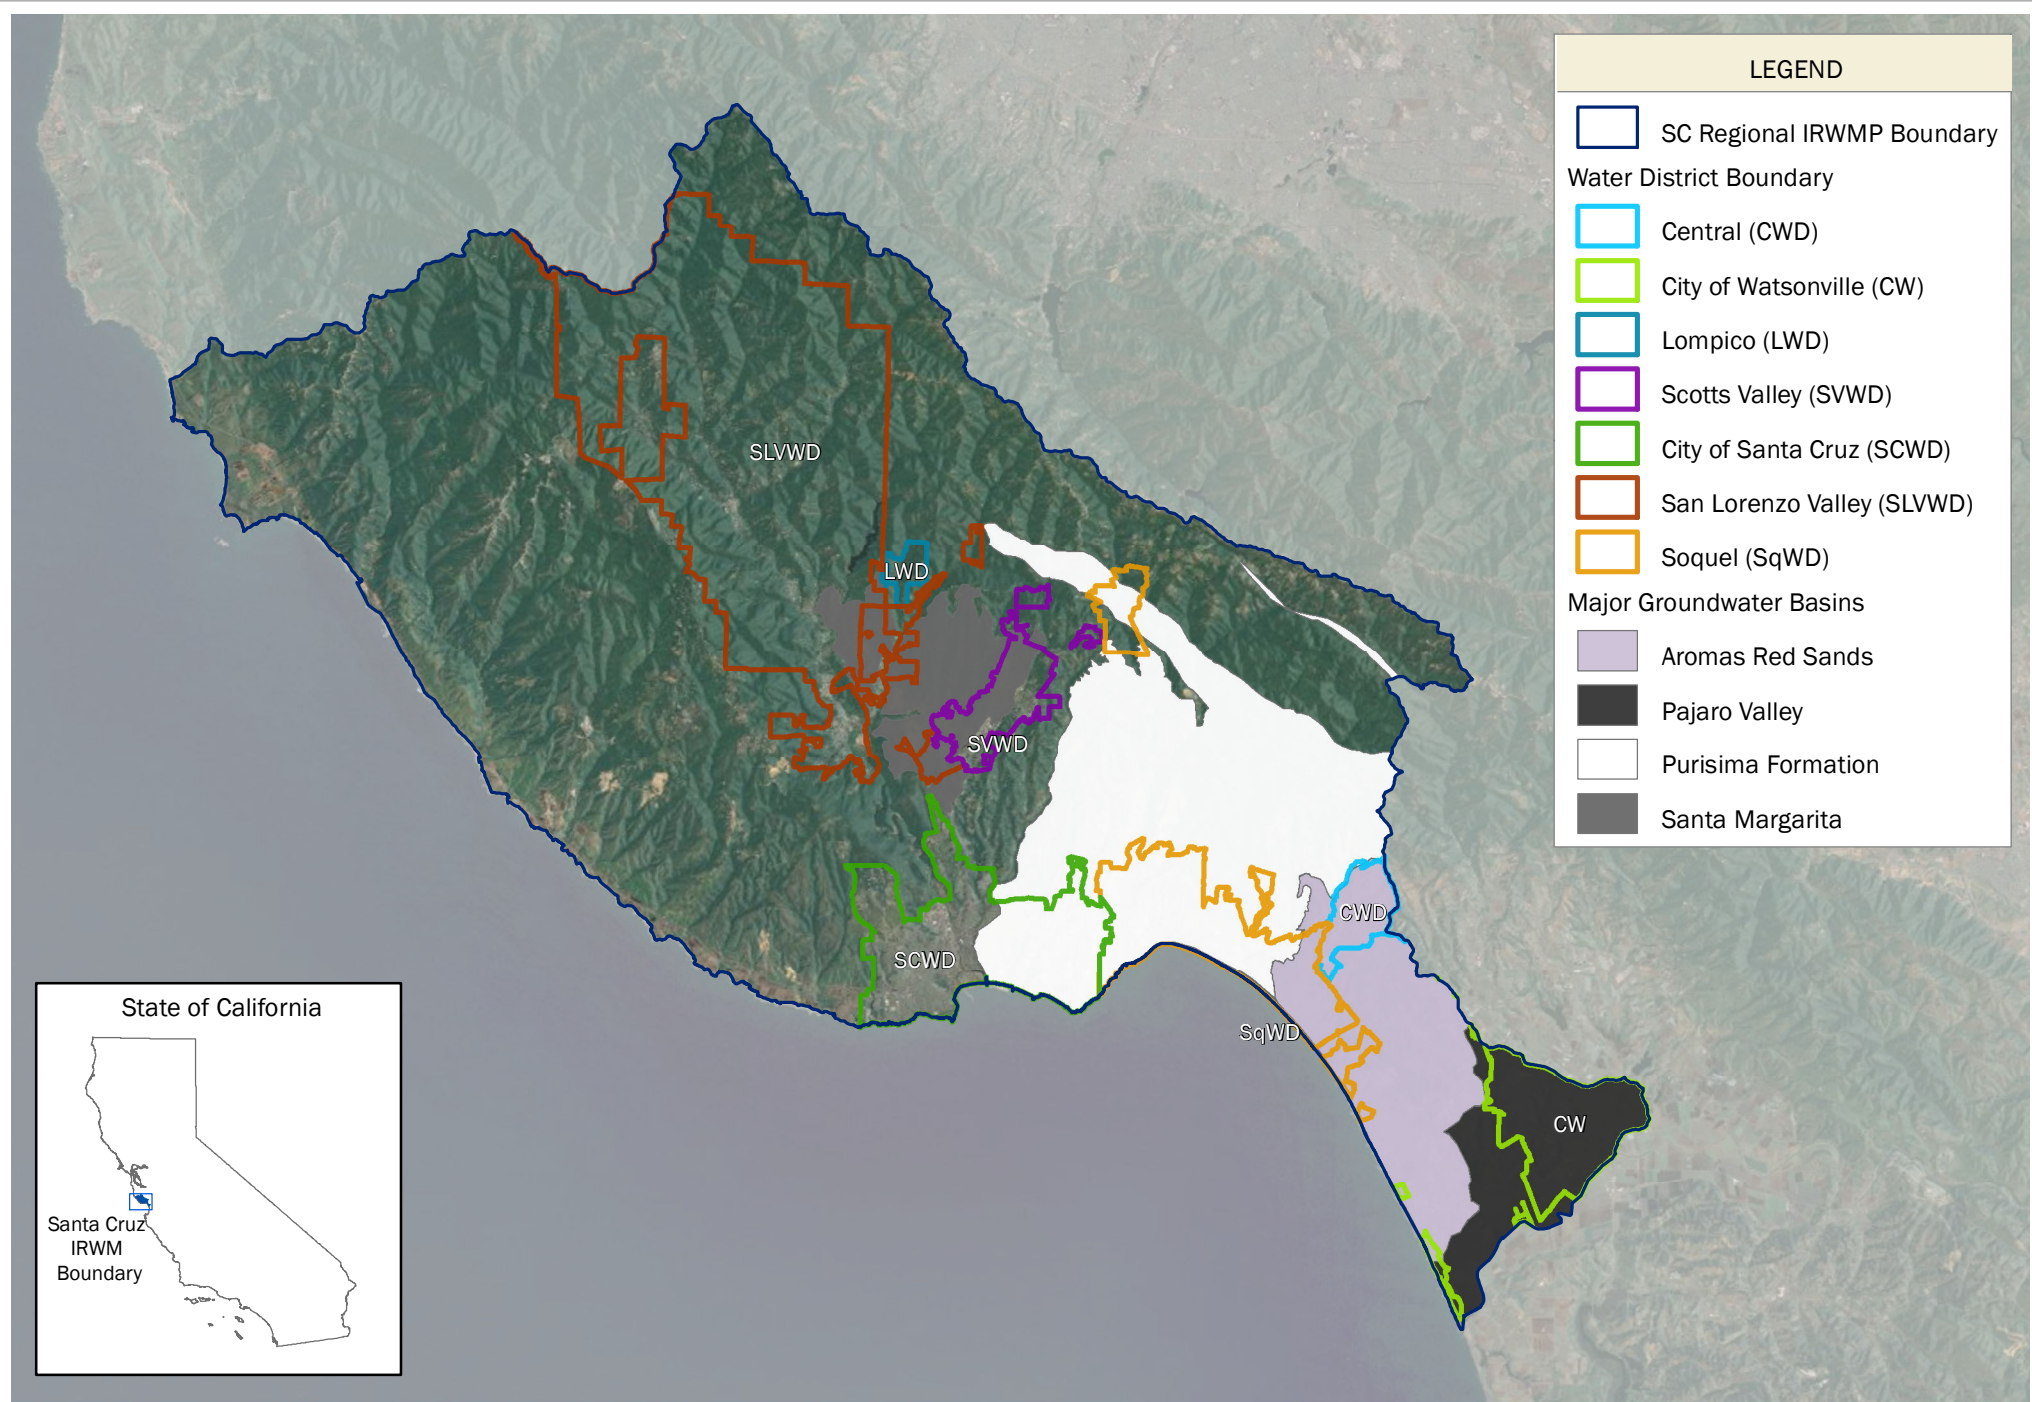 LEGEND
SC Regional IRWMP Boundary
Water District Boundary
Central (CWD)
City of Watsonville (CW)
Lompico (LWD)
Scotts Valley (SVWD)
City of Santa Cruz (SCWD)
San Lorenzo Valley (SLVWD)
Soquel (SqWD)
Major Groundwater Basins
Aromas Red Sands
Pajaro Valley
Purisima Formation
Santa Margarita
SLVWD
LWD
SVWD
CWD
SCWD
SqWD
CW
State of California
Santa Cruz
IRWM
Boundary